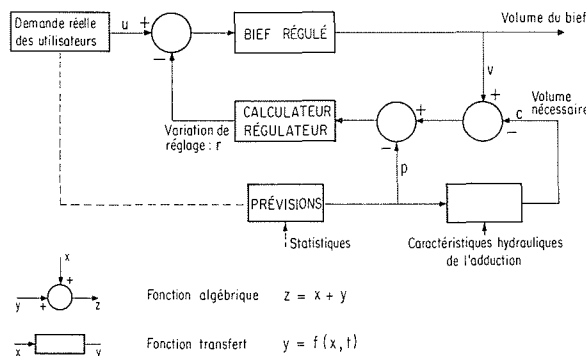 Demande réelle
des utilisateurs
u
+
−
BIEF RÉGULÉ
Volume du bief
v
+
Volume
nécessaire
c
−
+
+
−
CALCULATEUR
RÉGULATEUR
Variation de
réglage : r
p
PRÉVISIONS
Statistiques
Caractéristiques hydrauliques
de l'adduction
x
+
y
+
z
Fonction algébrique z = x + y
x
y
Fonction transfert y = f(x,t)